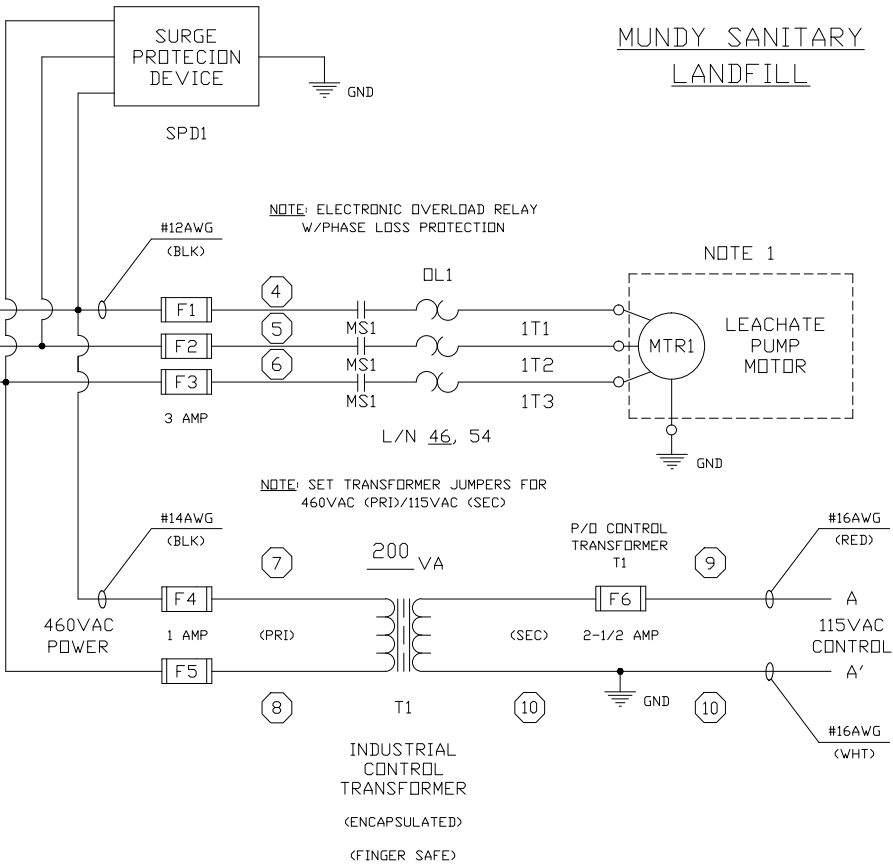 SURGE
PROTECION
DEVICE
MUNDY SANITARY
LANDFILL
GND
SPD1
NOTE: ELECTRONIC OVERLOAD RELAY
W/PHASE LOSS PROTECTION
#12AWG
(BLK)
NOTE 1
OL1
4
F1
MS1
1T1
5
F2
MS1
1T2
6
F3
MS1
1T3
MTR1
LEACHATE
PUMP
MOTOR
3 AMP
L/N 46, 54
GND
NOTE: SET TRANSFORMER JUMPERS FOR
460VAC (PRI)/115VAC (SEC)
#14AWG
(BLK)
7
200 VA
P/O CONTROL
TRANSFORMER
T1
9
#16AWG
(RED)
F4
F6
A
460VAC
POWER
1 AMP
(PRI)
(SEC)
2-1/2 AMP
115VAC
CONTROL
F5
A'
8
T1
10
GND
10
#16AWG
(WHT)
INDUSTRIAL
CONTROL
TRANSFORMER
(ENCAPSULATED)
(FINGER SAFE)